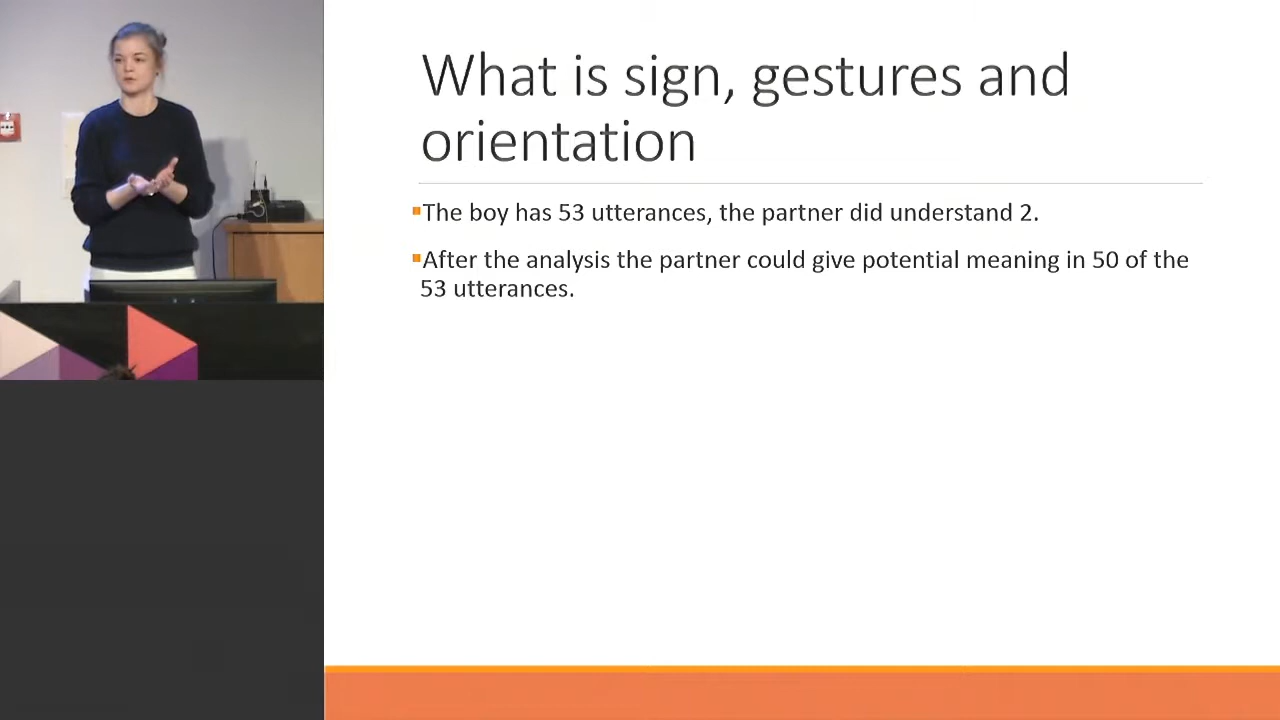 What is sign, gestures and
orientation
The boy has 53 utterances, the partner did understand 2.
After the analysis the partner could give potential meaning in 50 of the
53 utterances.